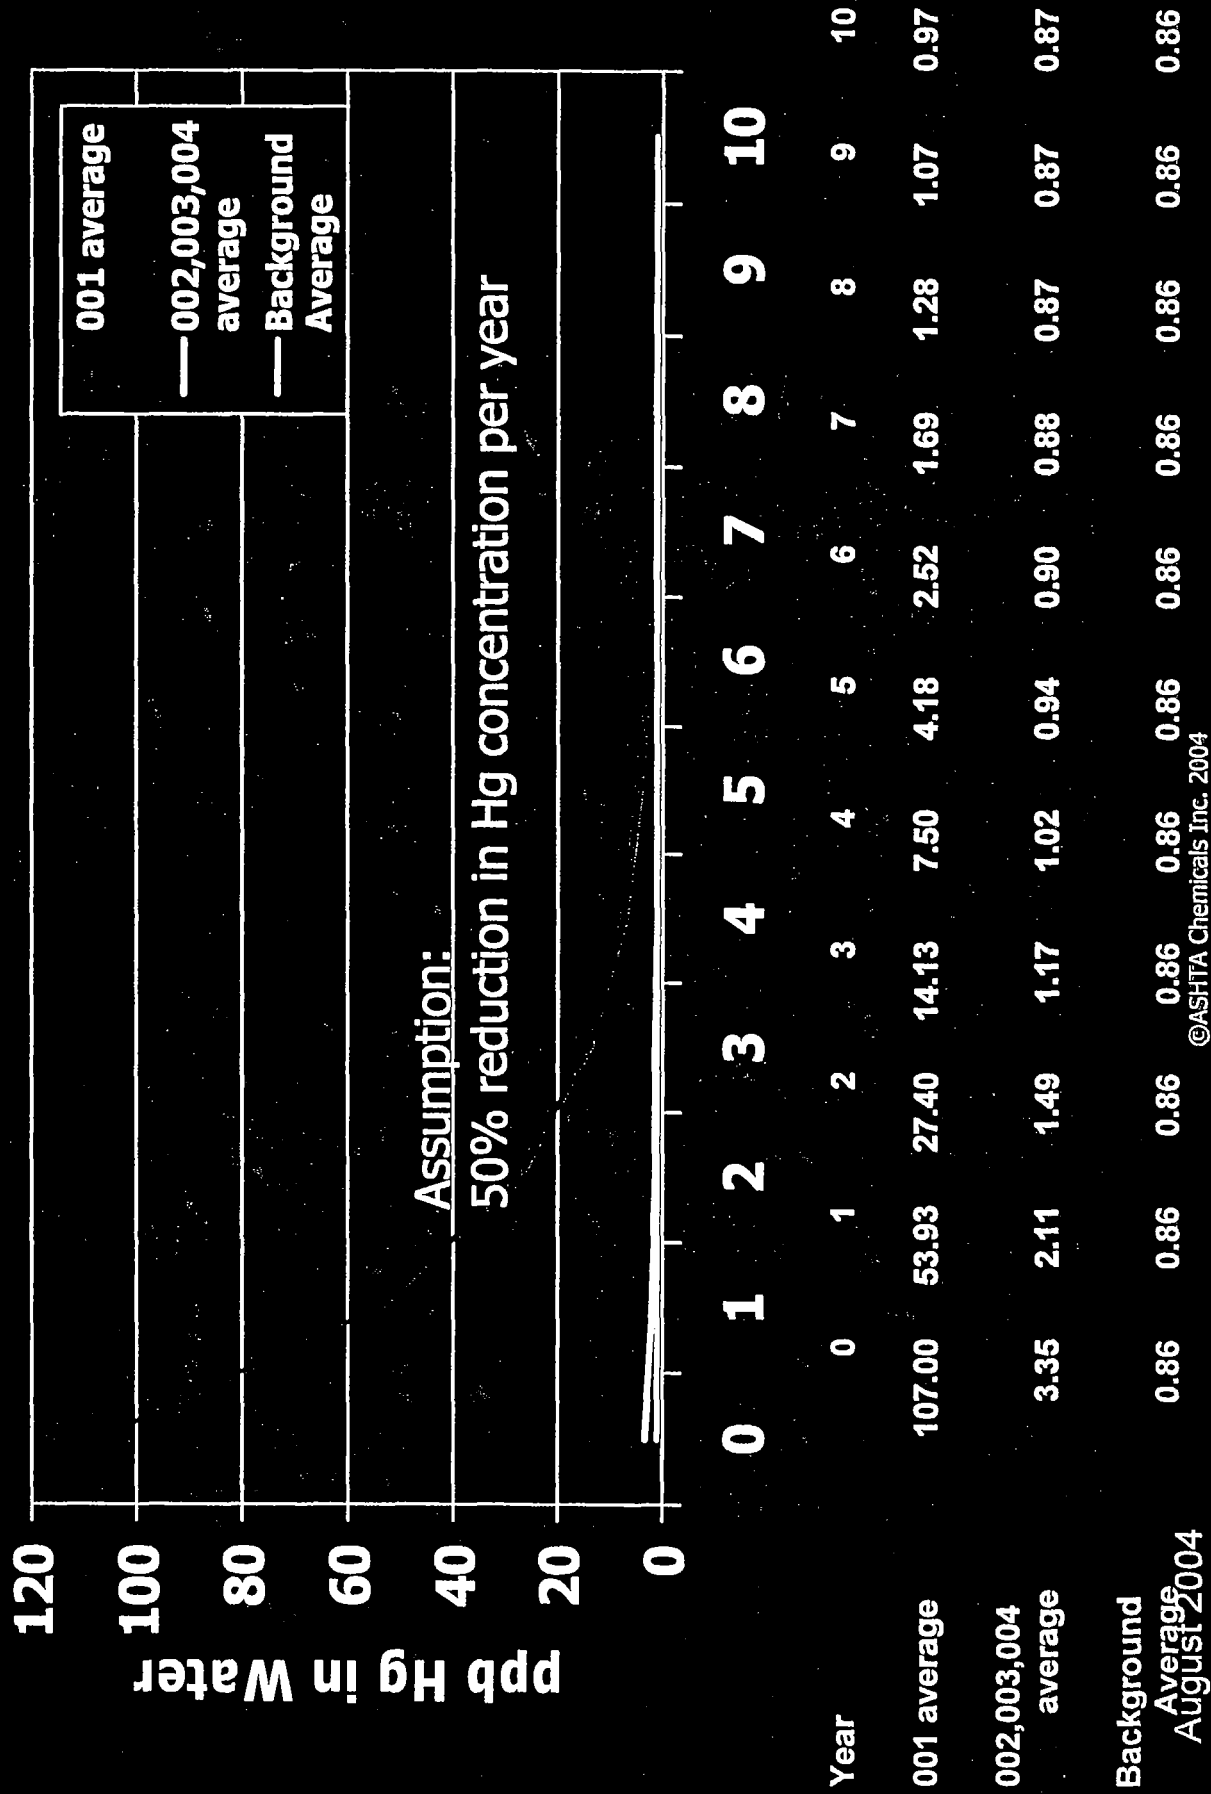 120
100
80
60
40
20
0
ppb Hg in Water
001 average
002,003,004
average
Background
Average
Assumption:
50% reduction in Hg concentration per year
0 1 2 3 4 5 6 7 8 9 10
Year 0 1 2 3 4 5 6 7 8 9 10
001 average 107.00 53.93 27.40 14.13 7.50 4.18 2.52 1.69 1.28 1.07 0.97
002,003,004
average 3.35 2.11 1.49 1.17 1.02 0.94 0.90 0.88 0.87 0.87 0.87
Background
Average 0.86 0.86 0.86 0.86 0.86 0.86 0.86 0.86 0.86 0.86 0.86
August 2004
©ASHTA Chemicals Inc. 2004